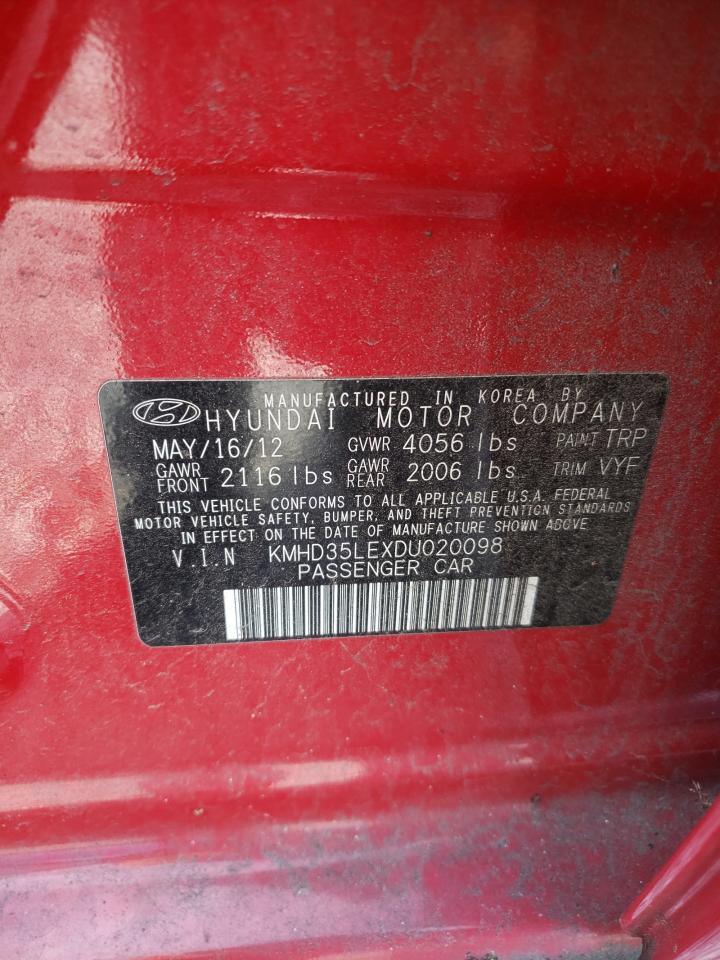 MANUFACTURED IN KOREA BY
HYUNDAI MOTOR COMPANY
MAY/16/12 GVWR 4056 lbs PAINT TRP
GAWR FRONT 2116 lbs GAWR REAR 2006 lbs TRIM VYF
THIS VEHICLE CONFORMS TO ALL APPLICABLE U.S.A. FEDERAL
MOTOR VEHICLE SAFETY, BUMPER, AND THEFT PREVENTION STANDARDS
IN EFFECT ON THE DATE OF MANUFACTURE SHOWN ABOVE
V.I.N KMHD35LEXDU020098
PASSENGER CAR